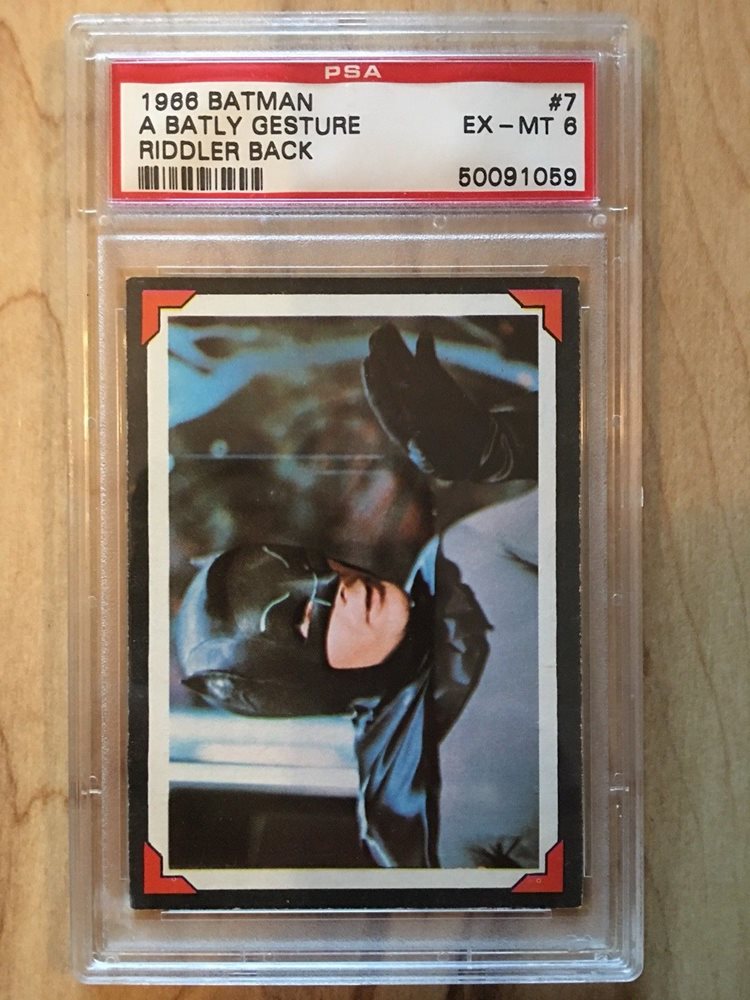 PSA
1966 BATMAN #7
A BATLY GESTURE EX-MT 6
RIDDLER BACK
50091059